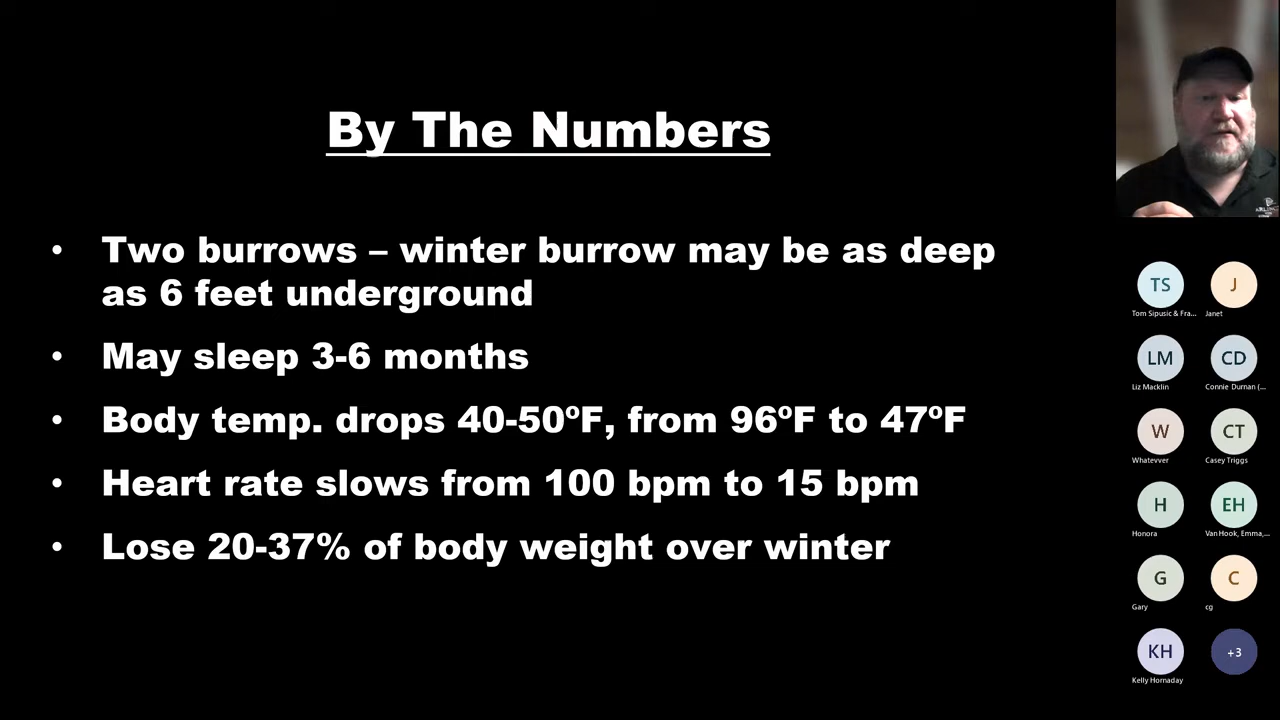 By The Numbers
• Two burrows – winter burrow may be as deep
as 6 feet underground
• May sleep 3-6 months
• Body temp. drops 40-50ºF, from 96ºF to 47ºF
• Heart rate slows from 100 bpm to 15 bpm
• Lose 20-37% of body weight over winter
TS J
Tom Sipusic & Fra... Janet
LM CD
Liz Macklin Connie Durnan (...
W CT
Whatevver Casey Triggs
H EH
Honora Van Hook, Emma,...
G C
Gary cg
KH +3
Kelly Hornaday